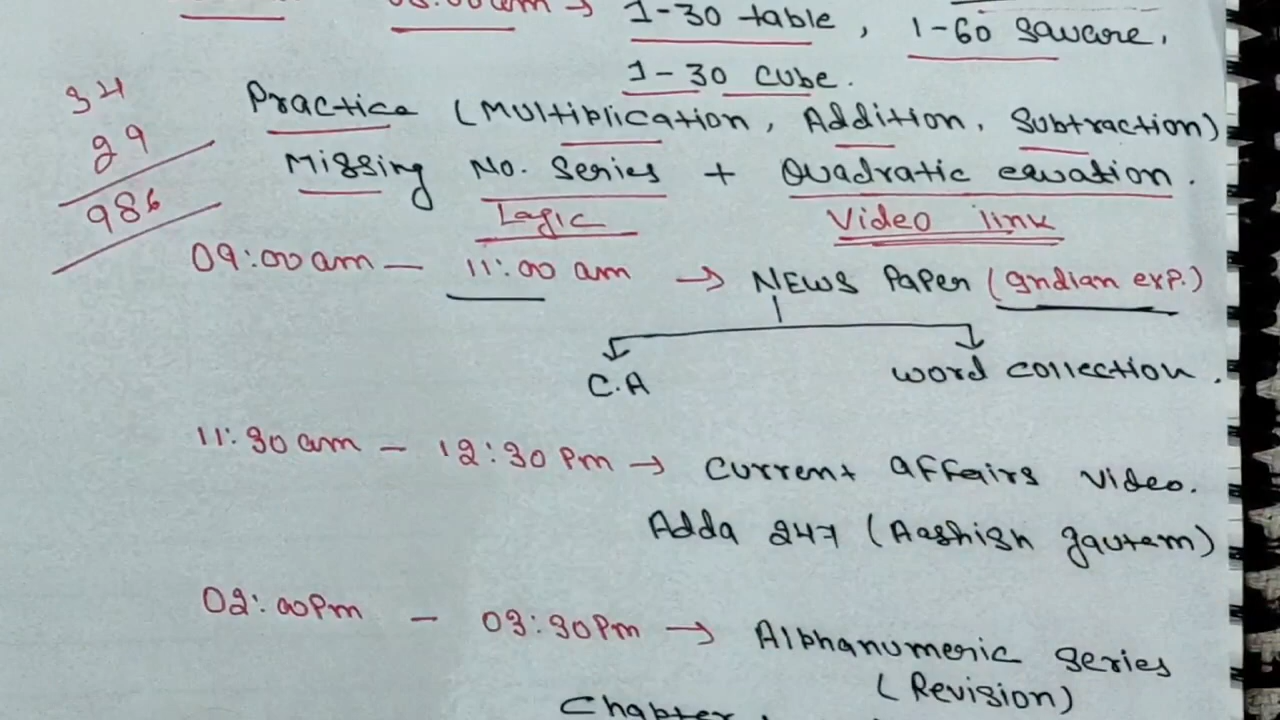 1-30 table, 1-60 Square.
1-30 Cube.
34
29
986
Practice (Multiplication, Addition, Subtraction)
Missing No. Series + Quadratic equation.
Logic Video link
09:00 am - 11:00 am → NEWS Paper (Indian exp.)
C.A word collection.
11:30 am - 12:30 Pm → Current affairs video.
Adda 247 (Aashish gautam)
02:00Pm - 03:30Pm → Alphanumeric Series
(Revision)
Chapter